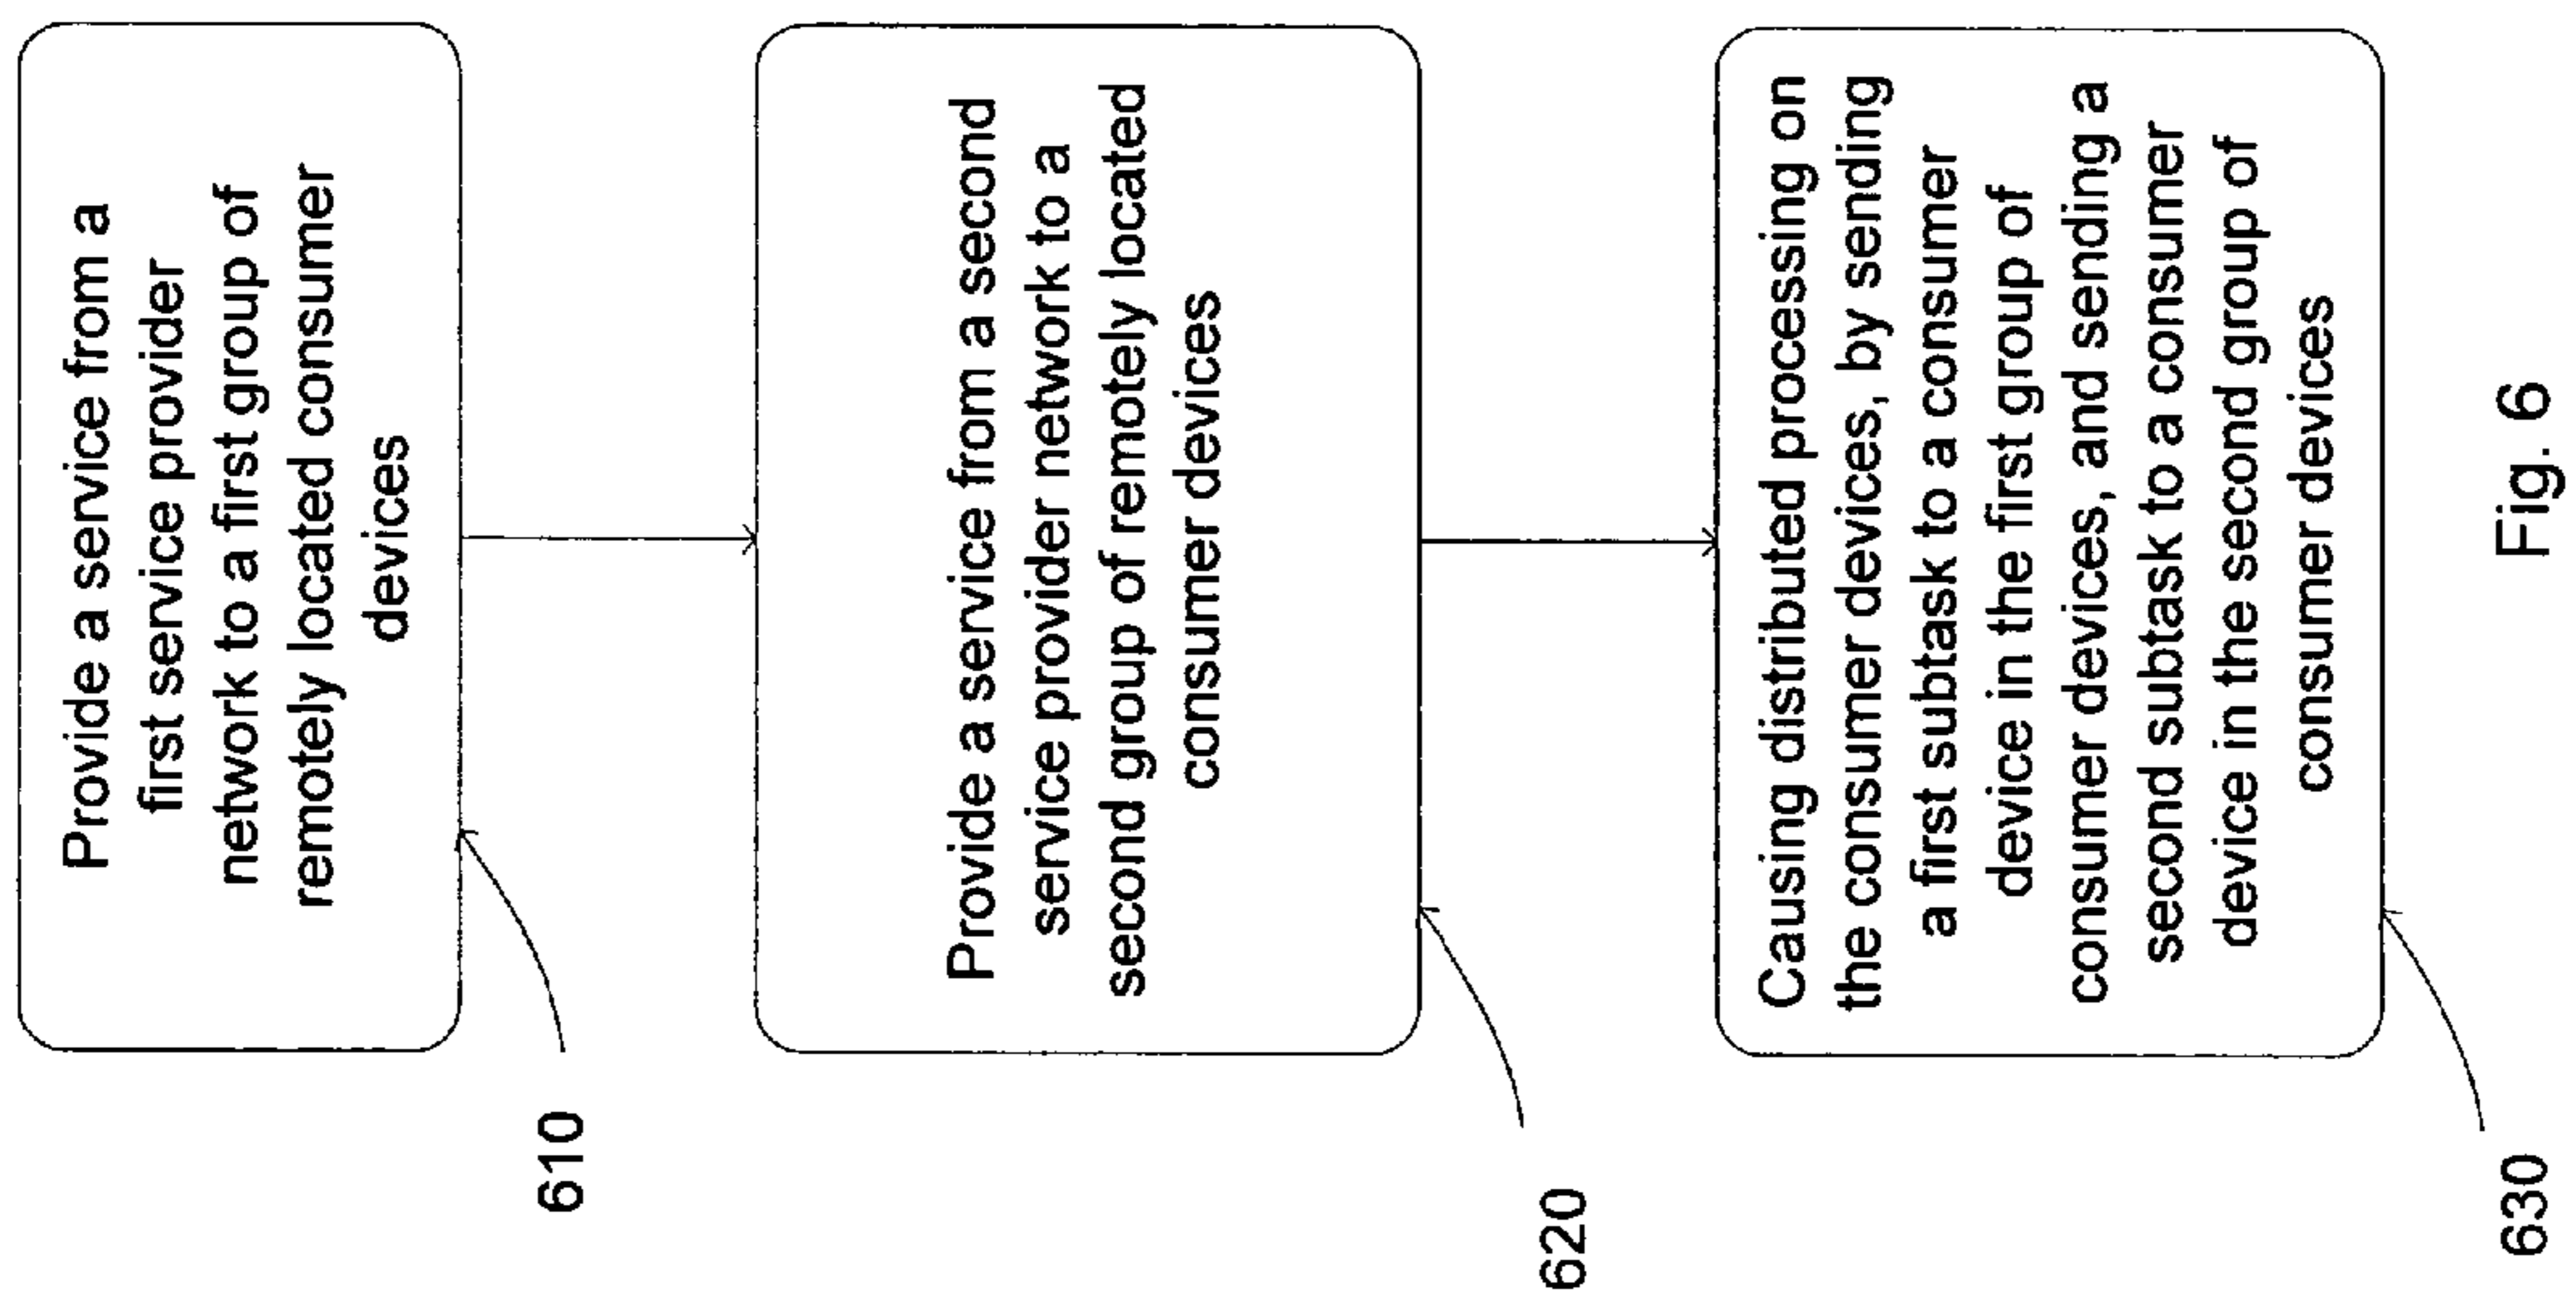 Provide a service from a
first service provider
network to a first group of
remotely located consumer
devices
610
Provide a service from a second
service provider network to a
second group of remotely located
consumer devices
620
Causing distributed processing on
the consumer devices, by sending
a first subtask to a consumer
device in the first group of
consumer devices, and sending a
second subtask to a consumer
device in the second group of
consumer devices
630
Fig. 6